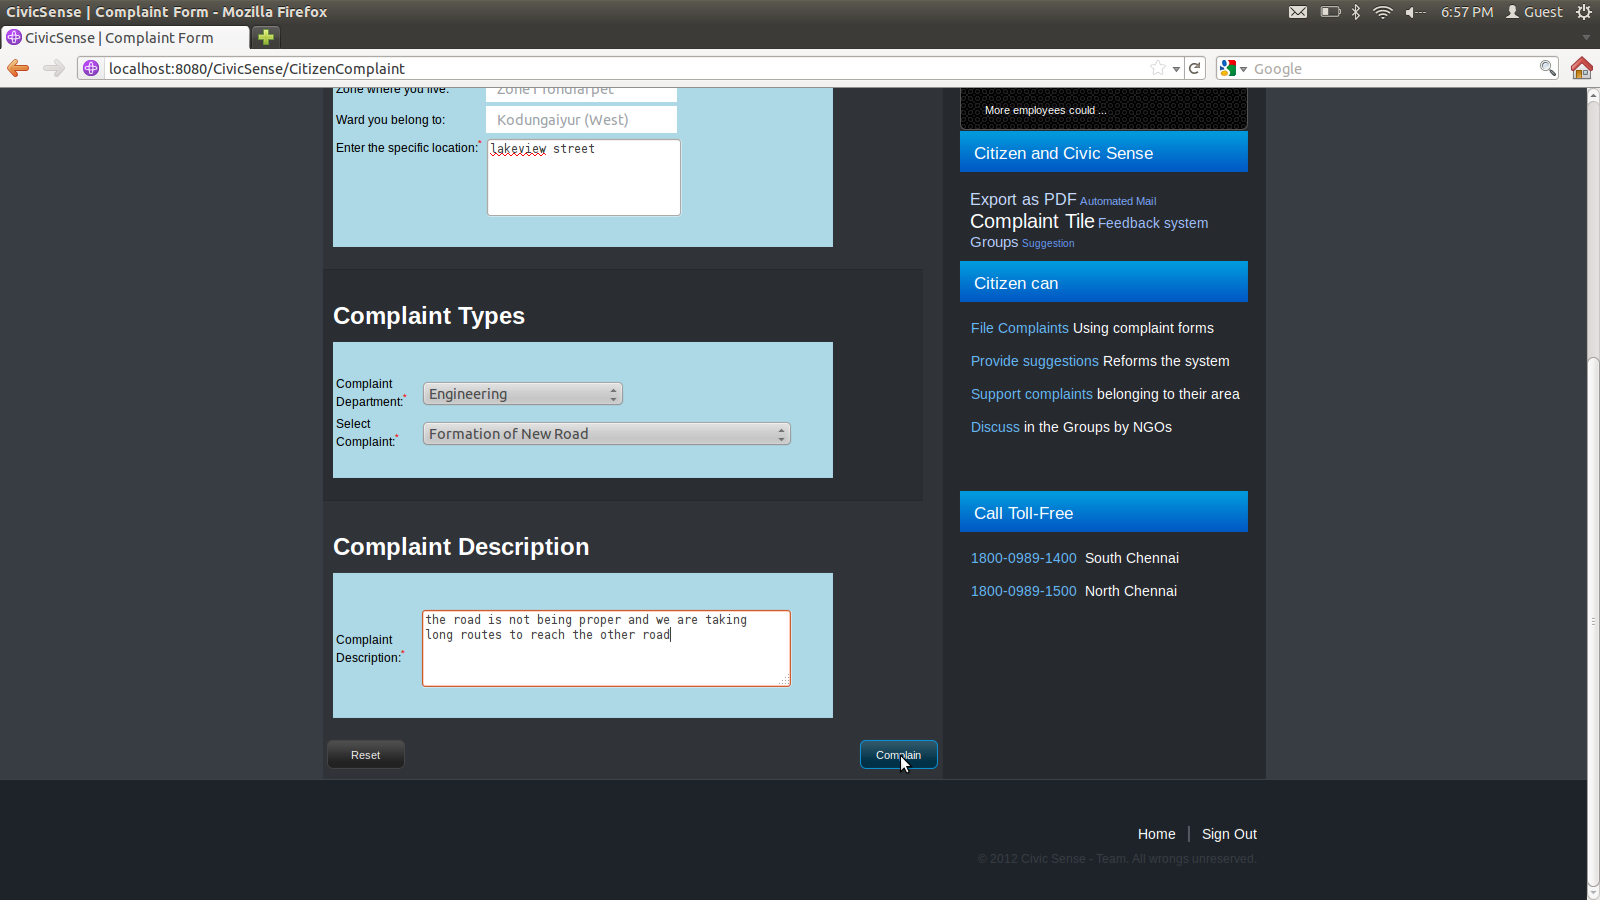 CivicSense | Complaint Form - Mozilla Firefox
6:57 PM Guest
CivicSense | Complaint Form
localhost:8080/CivicSense/CitizenComplaint
Google
Zone where you live:
Ward you belong to: Kodungaiyur (West)
Enter the specific location:* lakeview street
Complaint Types
Complaint
Department:* Engineering
Select
Complaint:* Formation of New Road
Complaint Description
Complaint
Description:*
the road is not being proper and we are taking
long routes to reach the other road
Reset
Complain
More employees could ...
Citizen and Civic Sense
Export as PDF Automated Mail
Complaint Tile Feedback system
Groups Suggestion
Citizen can
File Complaints Using complaint forms
Provide suggestions Reforms the system
Support complaints belonging to their area
Discuss in the Groups by NGOs
Call Toll-Free
1800-0989-1400 South Chennai
1800-0989-1500 North Chennai
Home | Sign Out
© 2012 Civic Sense - Team. All wrongs unreserved.